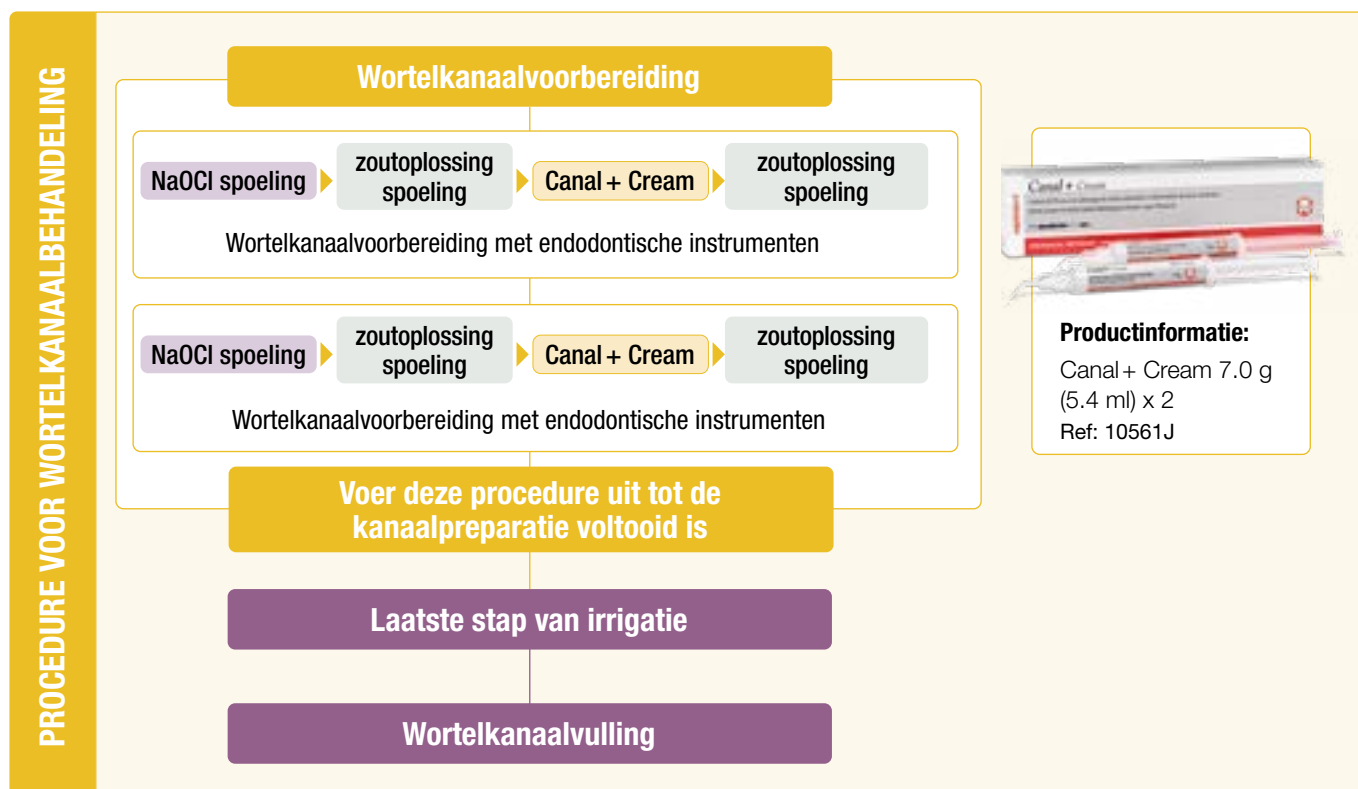 PROCEDURE VOOR WORTELKANAALBEHANDELING
Wortelkanaalvoorbereiding
NaOCl spoeling
zoutoplossing
spoeling
Canal + Cream
zoutoplossing
spoeling
Wortelkanaalvoorbereiding met endodontische instrumenten
NaOCl spoeling
zoutoplossing
spoeling
Canal + Cream
zoutoplossing
spoeling
Wortelkanaalvoorbereiding met endodontische instrumenten
Voer deze procedure uit tot de
kanaalpreparatie voltooid is
Laatste stap van irrigatie
Wortelkanaalvulling
Canal + Cream
Productinformatie:
Canal + Cream 7.0 g
(5.4 ml) x 2
Ref: 10561J